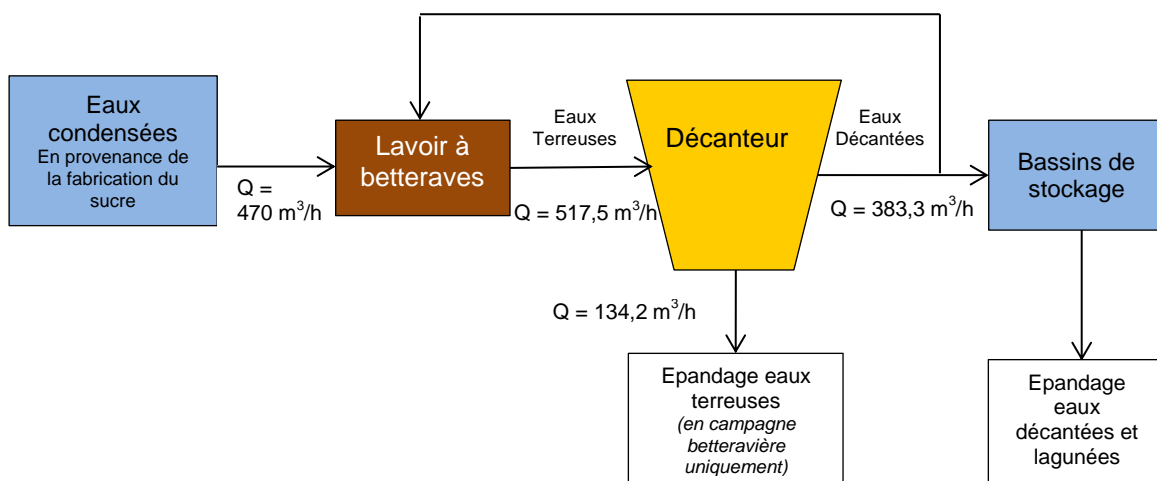 Eaux
condensées
En provenance de
la fabrication du
sucre
Q =
470 m³/h
Lavoir à
betteraves
Eaux
Terreuses
Q = 517,5 m³/h
Décanteur
Eaux
Décantées
Q = 383,3 m³/h
Bassins de
stockage
Q = 134,2 m³/h
Epandage eaux
terreuses
(en campagne
betteravière
uniquement)
Epandage
eaux
décantées et
lagunées